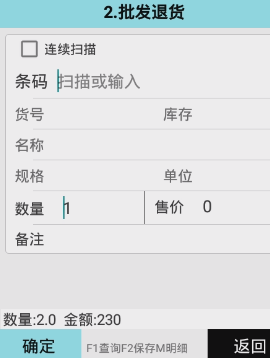 2.批发退货
连续扫描
条码 扫描或输入
货号 库存
名称
规格 单位
数量 1 售价 0
备注
数量:2.0 金额:230
确定 F1查询F2保存M明细 返回